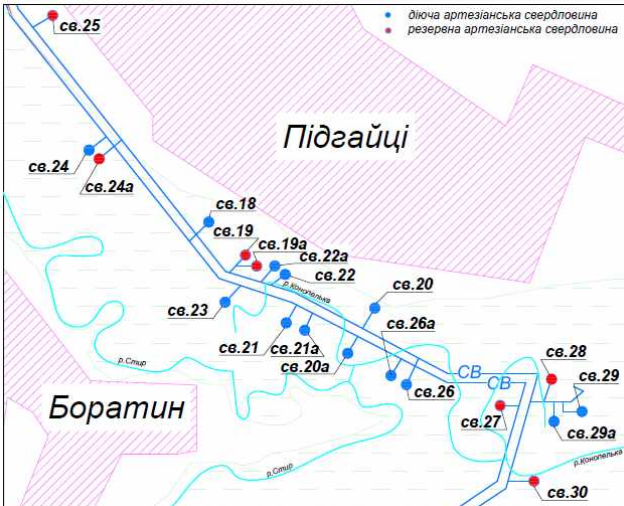 діюча артезіанська свердловина
резервна артезіанська свердловина
св.25
Підгайці
св.24
св.24а
св.18
св.19
св.19а
св.22а
св.22
р.Конопелька
св.20
св.23
св.26а
св.21
св.21а
св.20а
р.Стир
св.28
св.29
СВ
СВ
св.26
Боратин
св.27
св.29а
р.Конопелька
р.Стир
св.30